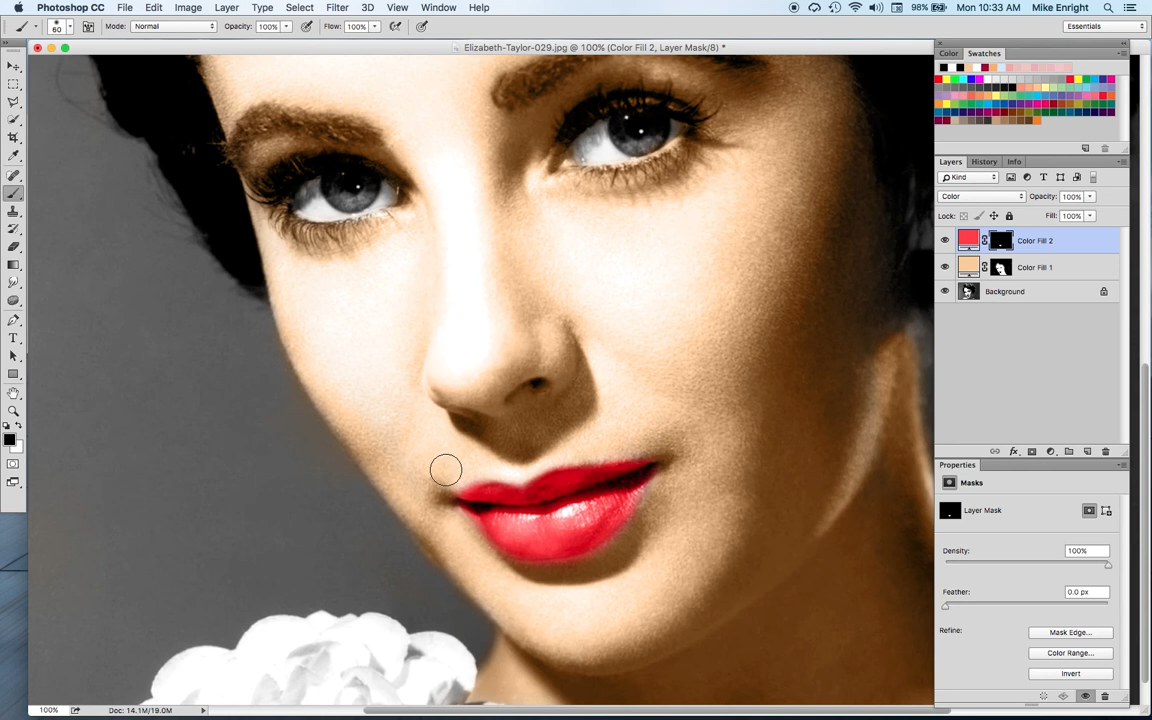 Photoshop CC File Edit Image Layer Type Select Filter 3D View Window Help 98% Mon 10:33 AM Mike Enright
60 Mode: Normal Opacity: 100% Flow: 100% Essentials
Elizabeth-Taylor-029.jpg @ 100% (Color Fill 2, Layer Mask/8) *
Color Swatches
Layers History Info
Kind
Color Opacity: 100%
Lock: Fill: 100%
Color Fill 2
Color Fill 1
Background
Properties
Masks
Layer Mask
Density: 100%
Feather: 0.0 px
Refine: Mask Edge...
Color Range...
Invert
100% Doc: 14.1M/19.0M